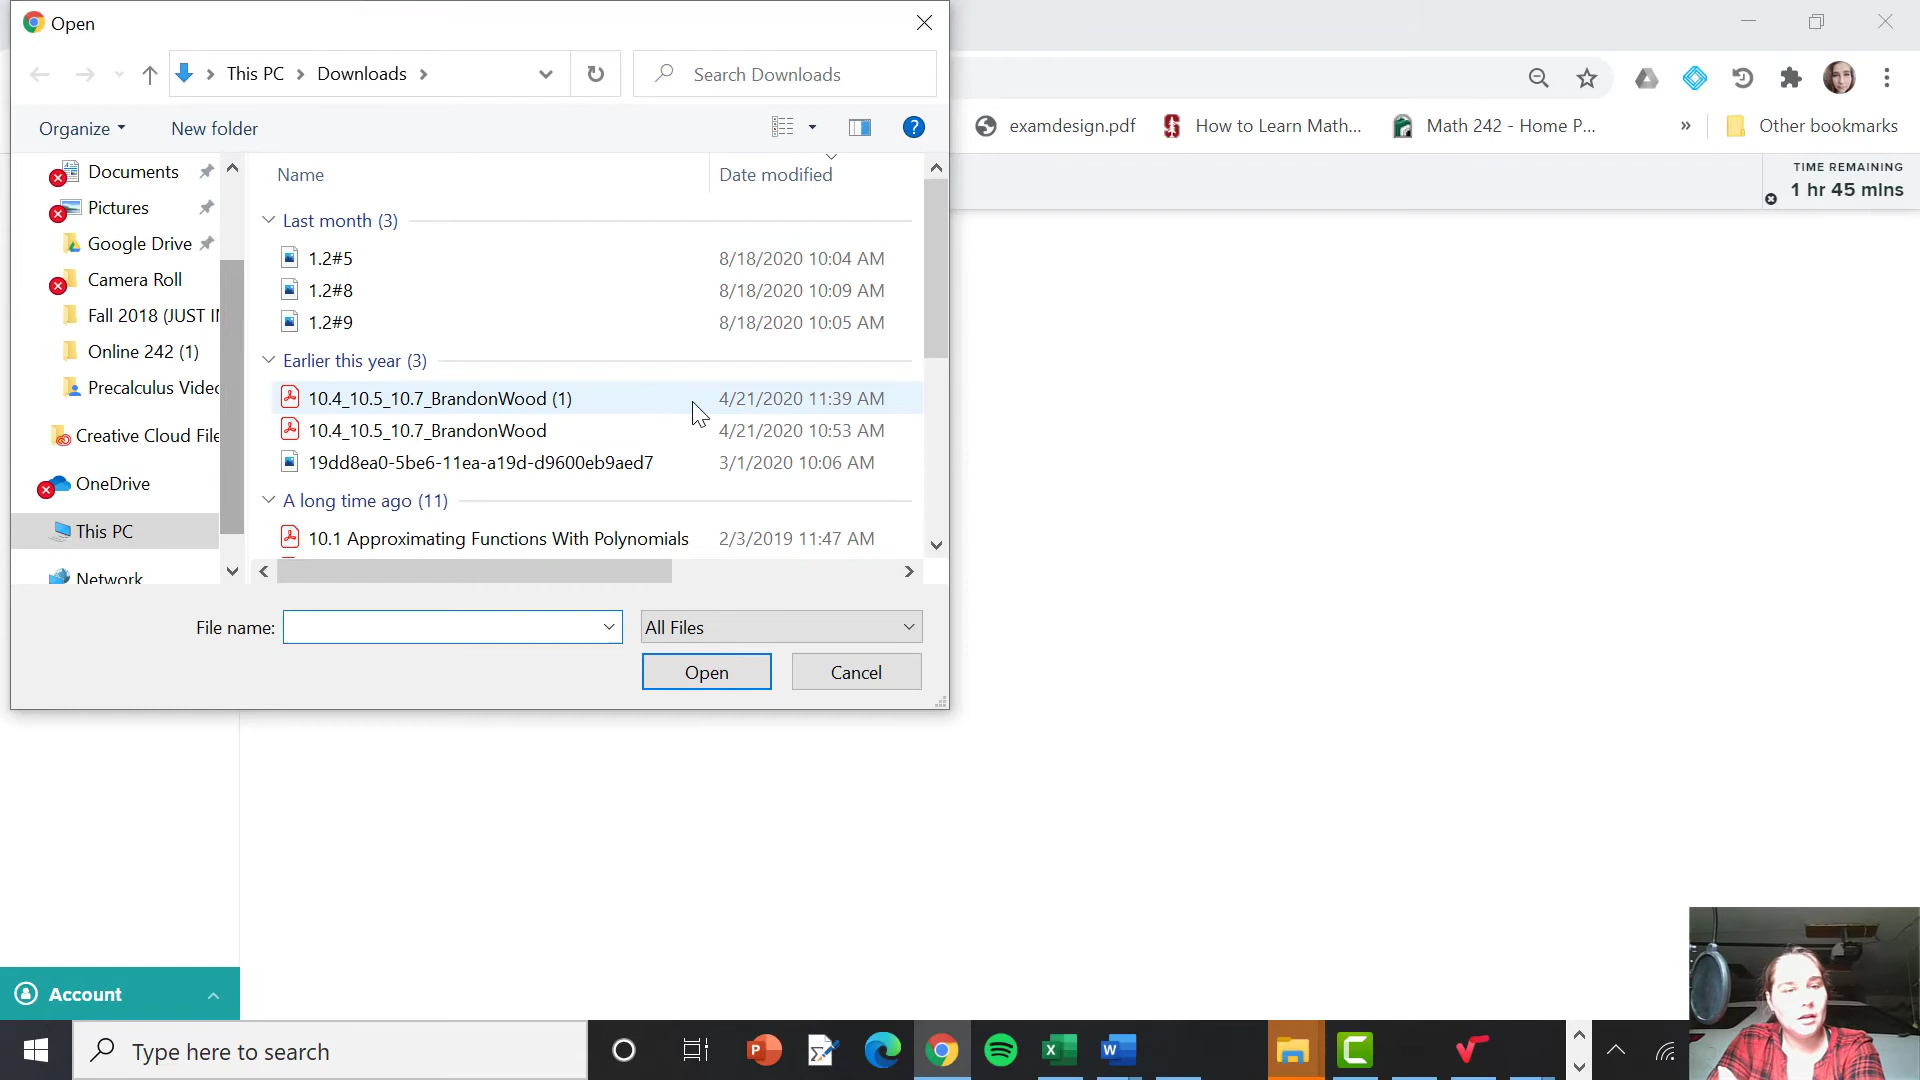 Open
This PC
Downloads
Search Downloads
Organize
New folder
?
Documents
Pictures
Google Drive
Camera Roll
Fall 2018 (JUST IN
Online 242 (1)
Precalculus Videc
Creative Cloud File
OneDrive
This PC
Network
Name
Date modified
Last month (3)
1.2#5 8/18/2020 10:04 AM
1.2#8 8/18/2020 10:09 AM
1.2#9 8/18/2020 10:05 AM
Earlier this year (3)
10.4_10.5_10.7_BrandonWood (1) 4/21/2020 11:39 AM
10.4_10.5_10.7_BrandonWood 4/21/2020 10:53 AM
19dd8ea0-5be6-11ea-a19d-d9600eb9aed7 3/1/2020 10:06 AM
A long time ago (11)
10.1 Approximating Functions With Polynomials 2/3/2019 11:47 AM
File name:
All Files
Open
Cancel
examdesign.pdf
How to Learn Math...
Math 242 - Home P...
»
Other bookmarks
TIME REMAINING
1 hr 45 mins
Account
Type here to search